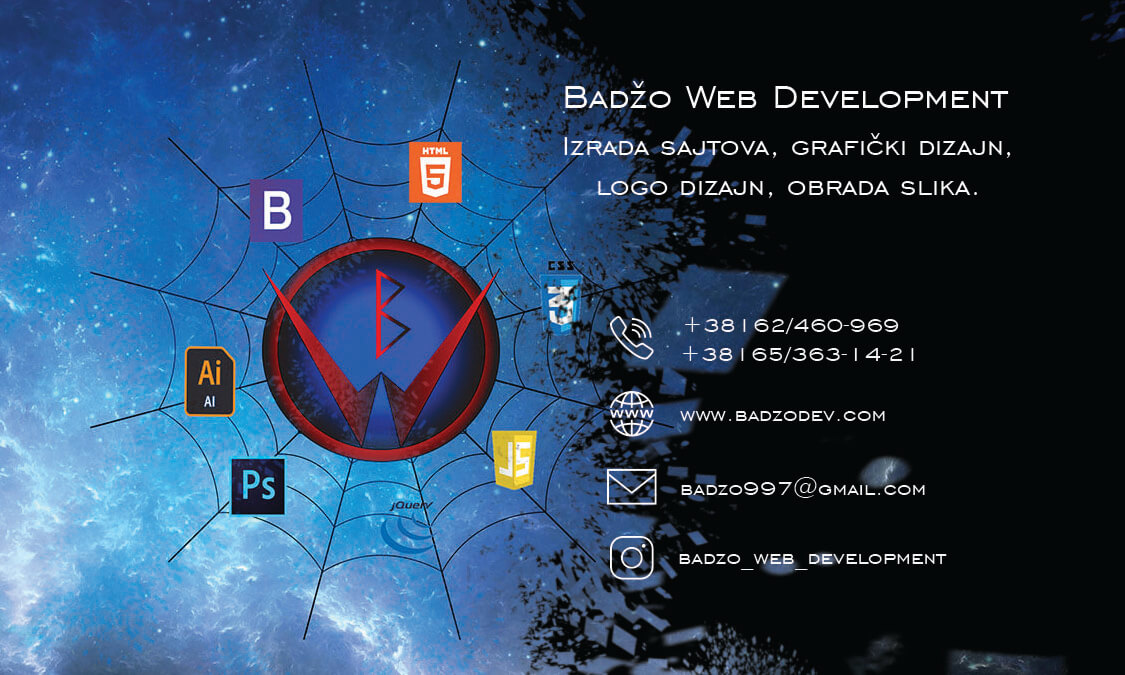 BADŽO WEB DEVELOPMENT
IZRADA SAJTOVA, GRAFIČKI DIZAJN,
LOGO DIZAJN, OBRADA SLIKA.
HTML
5
B
CSS
3
B
W
Ai
AI
JS
Ps
jQuery
+38162/460-969
+38165/363-14-21
WWW
WWW.BADZODEV.COM
BADZO997@GMAIL.COM
BADZO_WEB_DEVELOPMENT